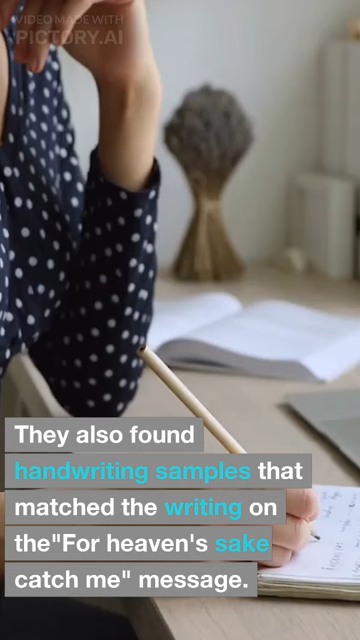 VIDEO MADE WITH
PICTORY.AI
They also found
handwriting samples that
matched the writing on
the"For heaven's sake
catch me" message.